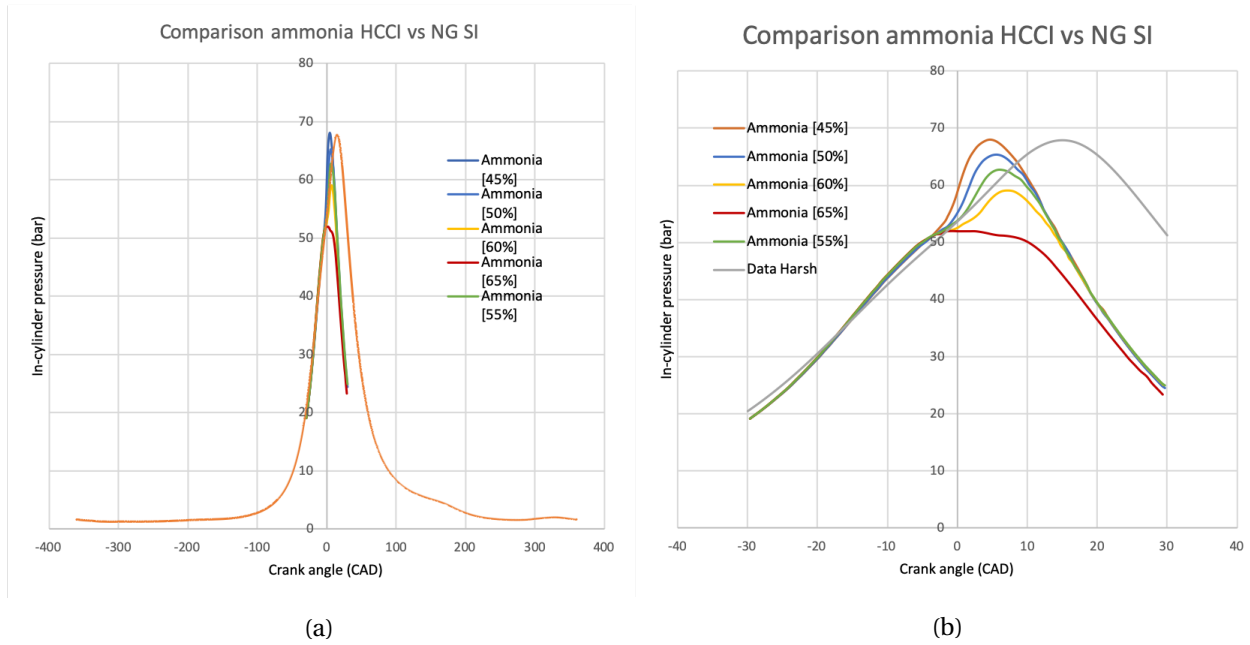 Comparison ammonia HCCI vs NG SI
80
70
60
50
40
30
20
10
0
In-cylinder pressure (bar)
Ammonia
[45%]
Ammonia
[50%]
Ammonia
[60%]
Ammonia
[65%]
Ammonia
[55%]
-400
-300
-200
-100
0
100
200
300
400
Crank angle (CAD)
(a)
Comparison ammonia HCCI vs NG SI
80
70
60
50
40
30
20
10
0
In-cylinder pressure (bar)
Ammonia [45%]
Ammonia [50%]
Ammonia [60%]
Ammonia [65%]
Ammonia [55%]
Data Harsh
-40
-30
-20
-10
0
10
20
30
40
Crank angle (CAD)
(b)